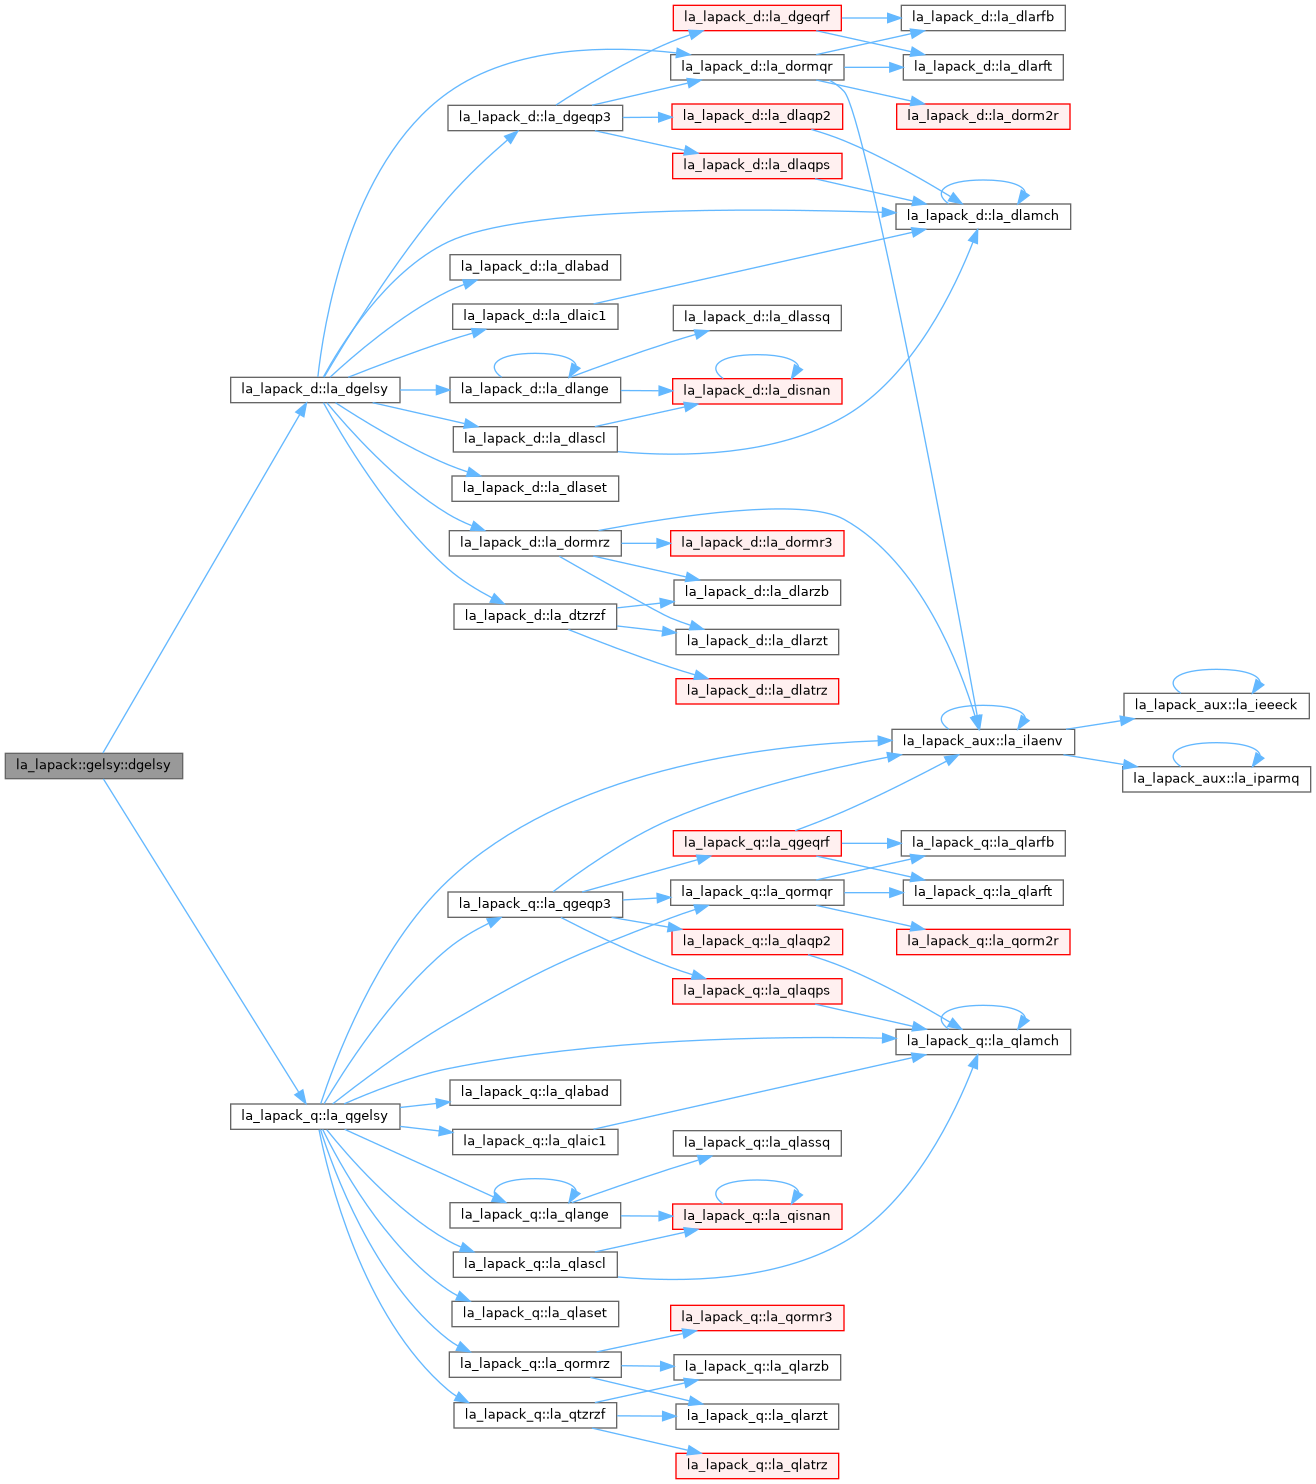 la_lapack_d::la_dgeqrf
la_lapack_d::la_dlarfb
la_lapack_d::la_dormqr
la_lapack_d::la_dlarft
la_lapack_d::la_dgeqp3
la_lapack_d::la_dlaqp2
la_lapack_d::la_dorm2r
la_lapack_d::la_dlaqps
la_lapack_d::la_dlamch
la_lapack_d::la_dlabad
la_lapack_d::la_dlaic1
la_lapack_d::la_dlassq
la_lapack_d::la_dgelsy
la_lapack_d::la_dlange
la_lapack_d::la_disnan
la_lapack_d::la_dlascl
la_lapack_d::la_dlaset
la_lapack_d::la_dormrz
la_lapack_d::la_dormr3
la_lapack_d::la_dlarzb
la_lapack_d::la_dtzrzf
la_lapack_d::la_dlarzt
la_lapack_d::la_dlatrz
la_lapack_aux::la_ieeeck
la_lapack_aux::la_ilaenv
la_lapack::gelsy::dgelsy
la_lapack_aux::la_iparmq
la_lapack_q::la_qgeqrf
la_lapack_q::la_qlarfb
la_lapack_q::la_qgeqp3
la_lapack_q::la_qormqr
la_lapack_q::la_qlarft
la_lapack_q::la_qlaqp2
la_lapack_q::la_qorm2r
la_lapack_q::la_qlaqps
la_lapack_q::la_qlamch
la_lapack_q::la_qlabad
la_lapack_q::la_qgelsy
la_lapack_q::la_qlaic1
la_lapack_q::la_qlassq
la_lapack_q::la_qlange
la_lapack_q::la_qisnan
la_lapack_q::la_qlascl
la_lapack_q::la_qlaset
la_lapack_q::la_qormr3
la_lapack_q::la_qormrz
la_lapack_q::la_qlarzb
la_lapack_q::la_qtzrzf
la_lapack_q::la_qlarzt
la_lapack_q::la_qlatrz